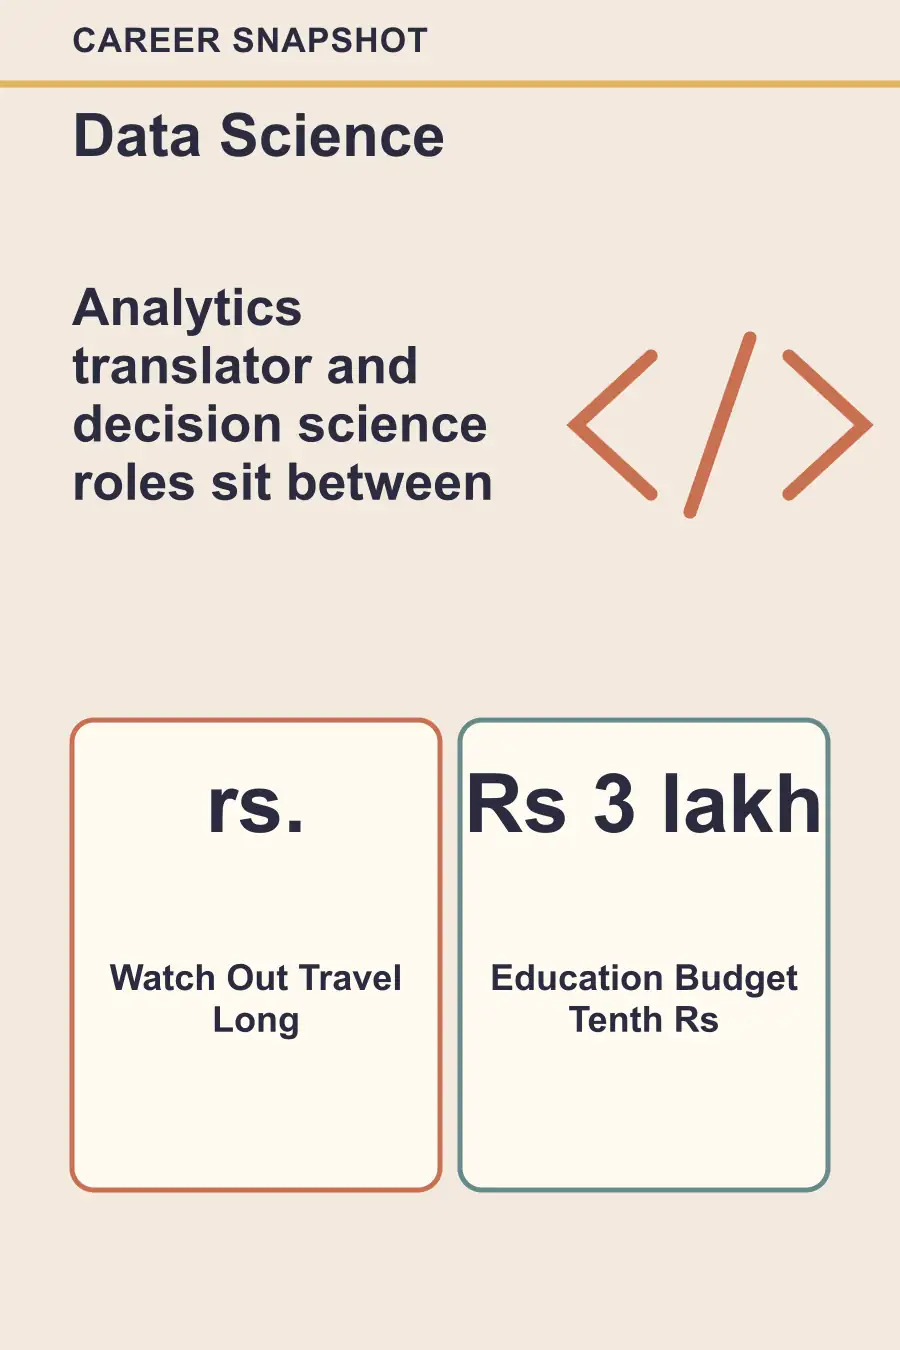 CAREER SNAPSHOT
Data Science
Analytics
translator and
decision science
roles sit between
rs.
Watch Out Travel
Long
Rs 3 lakh
Education Budget
Tenth Rs